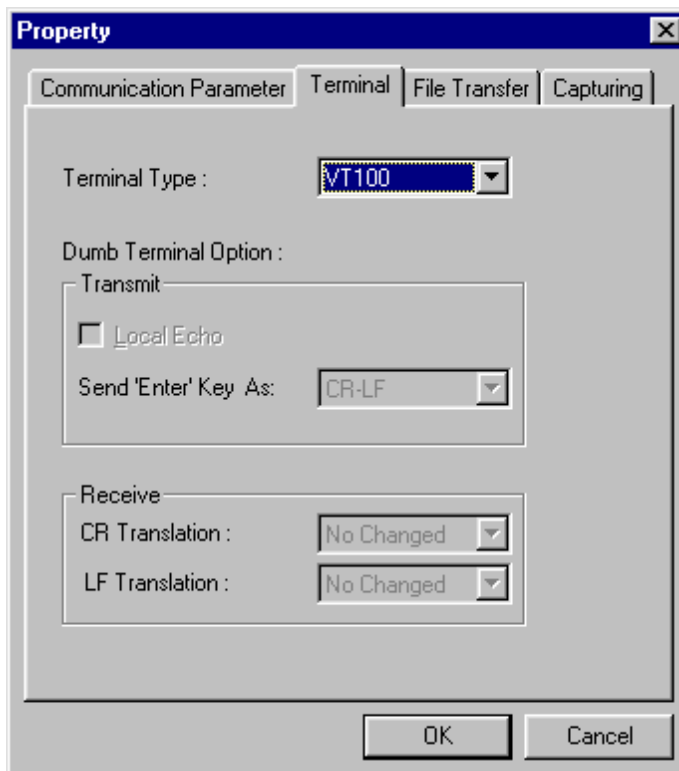 Property
Communication Parameter Terminal File Transfer Capturing
Terminal Type : VT100
Dumb Terminal Option :
Transmit
Local Echo
Send 'Enter' Key As: CR-LF
Receive
CR Translation : No Changed
LF Translation : No Changed
OK Cancel